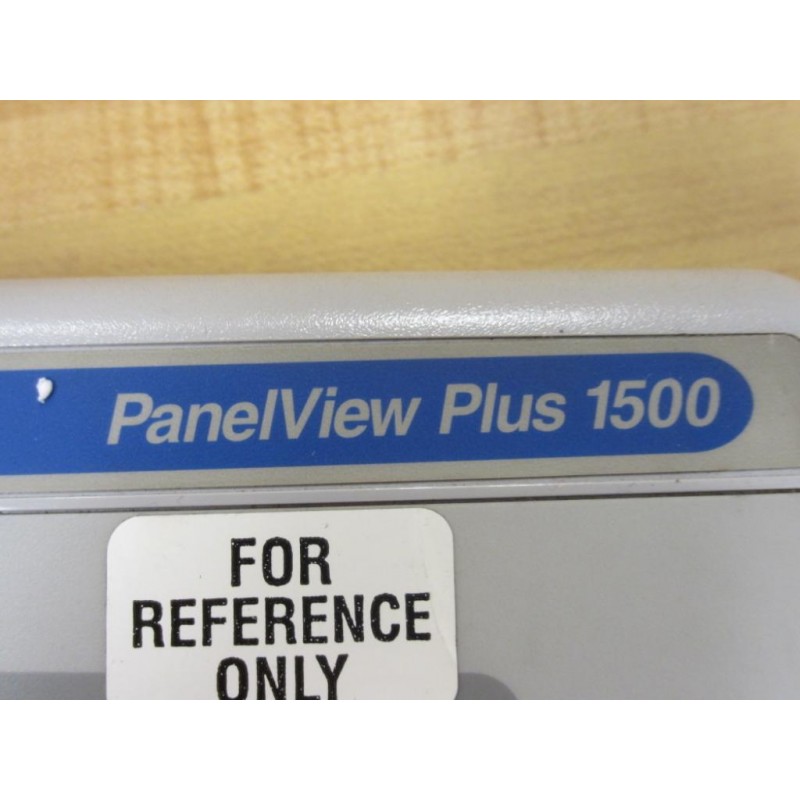 PanelView Plus 1500
FOR
REFERENCE
ONLY